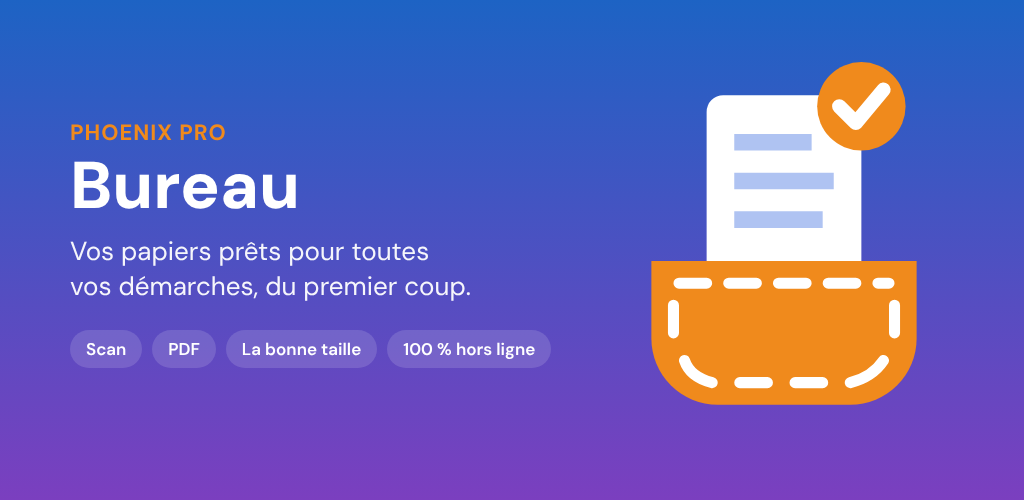 PHOENIX PRO
Bureau
Vos papiers prêts pour toutes
vos démarches, du premier coup.
Scan
PDF
La bonne taille
100 % hors ligne